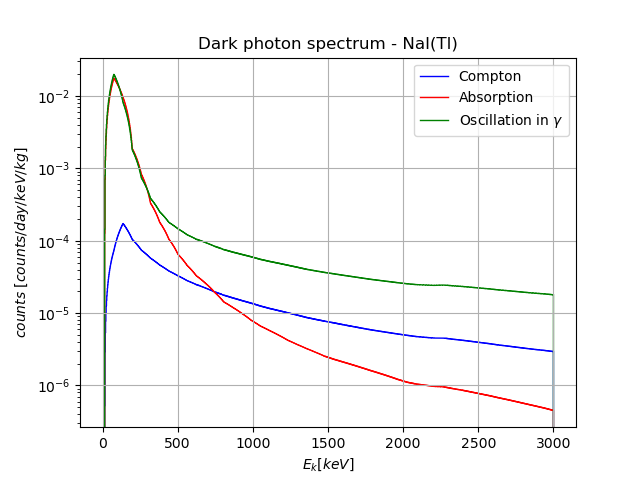 Dark photon spectrum - NaI(Tl)
Compton
Absorption
Oscillation in γ
counts [counts/day/keV/kg]
10⁻²
10⁻³
10⁻⁴
10⁻⁵
10⁻⁶
0 500 1000 1500 2000 2500 3000
Eₖ[keV]